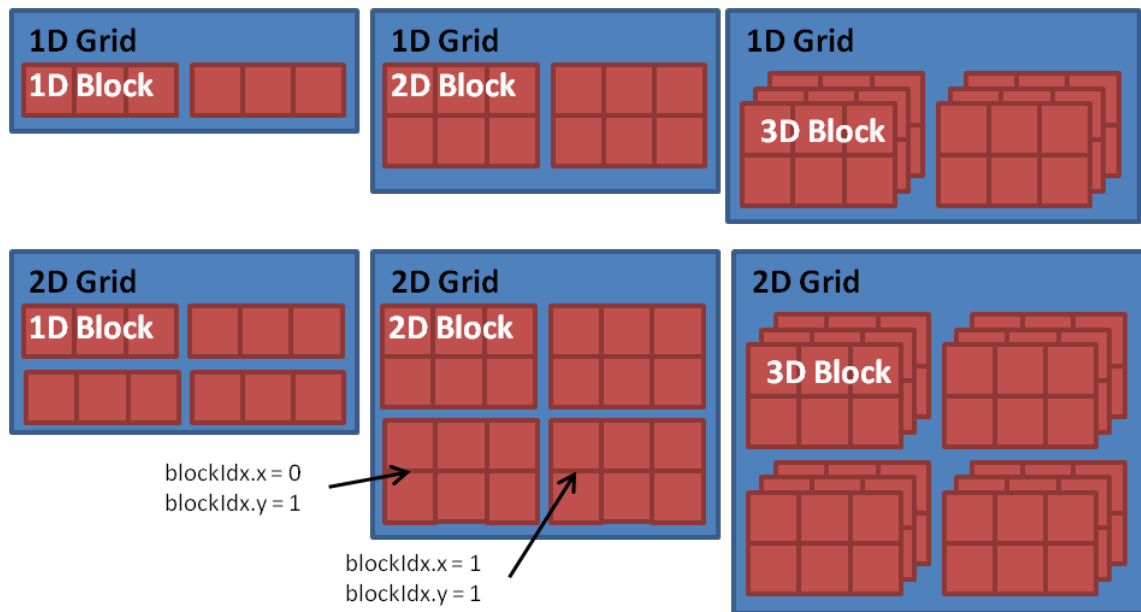 1D Grid
1D Block
1D Grid
2D Block
1D Grid
3D Block
2D Grid
1D Block
2D Grid
2D Block
2D Grid
3D Block
blockIdx.x = 0
blockIdx.y = 1
blockIdx.x = 1
blockIdx.y = 1